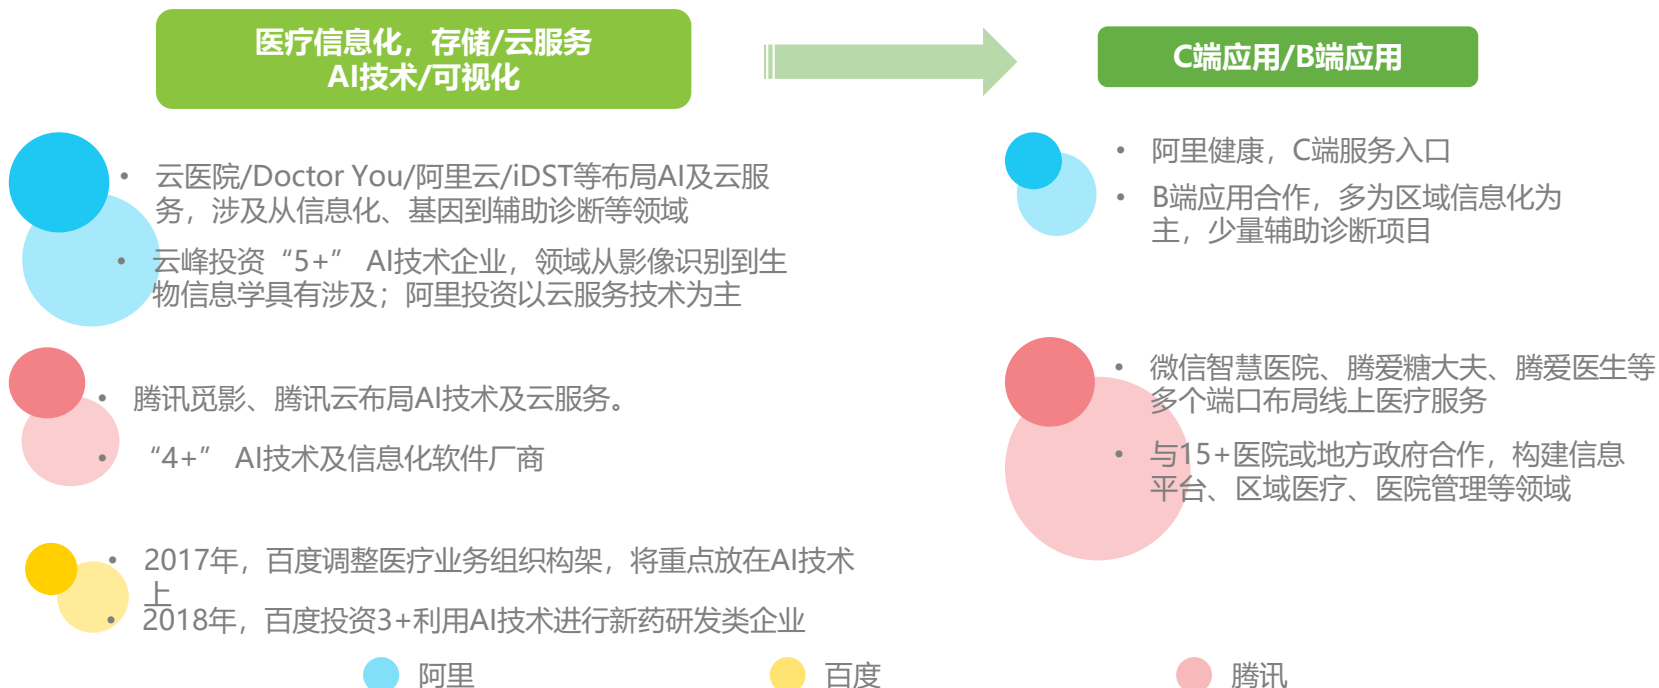 医疗信息化，存储/云服务
AI技术/可视化
C端应用/B端应用
• 云医院/Doctor You/阿里云/iDST等布局AI及云服
务，涉及从信息化、基因到辅助诊断等领域
• 云峰投资“5+” AI技术企业，领域从影像识别到生
物信息学具有涉及；阿里投资以云服务技术为主
• 阿里健康，C端服务入口
• B端应用合作，多为区域信息化为
主，少量辅助诊断项目
• 腾讯觅影、腾讯云布局AI技术及云服务。
• “4+” AI技术及信息化软件厂商
• 微信智慧医院、腾爱糖大夫、腾爱医生等
多个端口布局线上医疗服务
• 与15+医院或地方政府合作，构建信息
平台、区域医疗、医院管理等领域
• 2017年，百度调整医疗业务组织构架，将重点放在AI技术
上
• 2018年，百度投资3+利用AI技术进行新药研发类企业
阿里
百度
腾讯